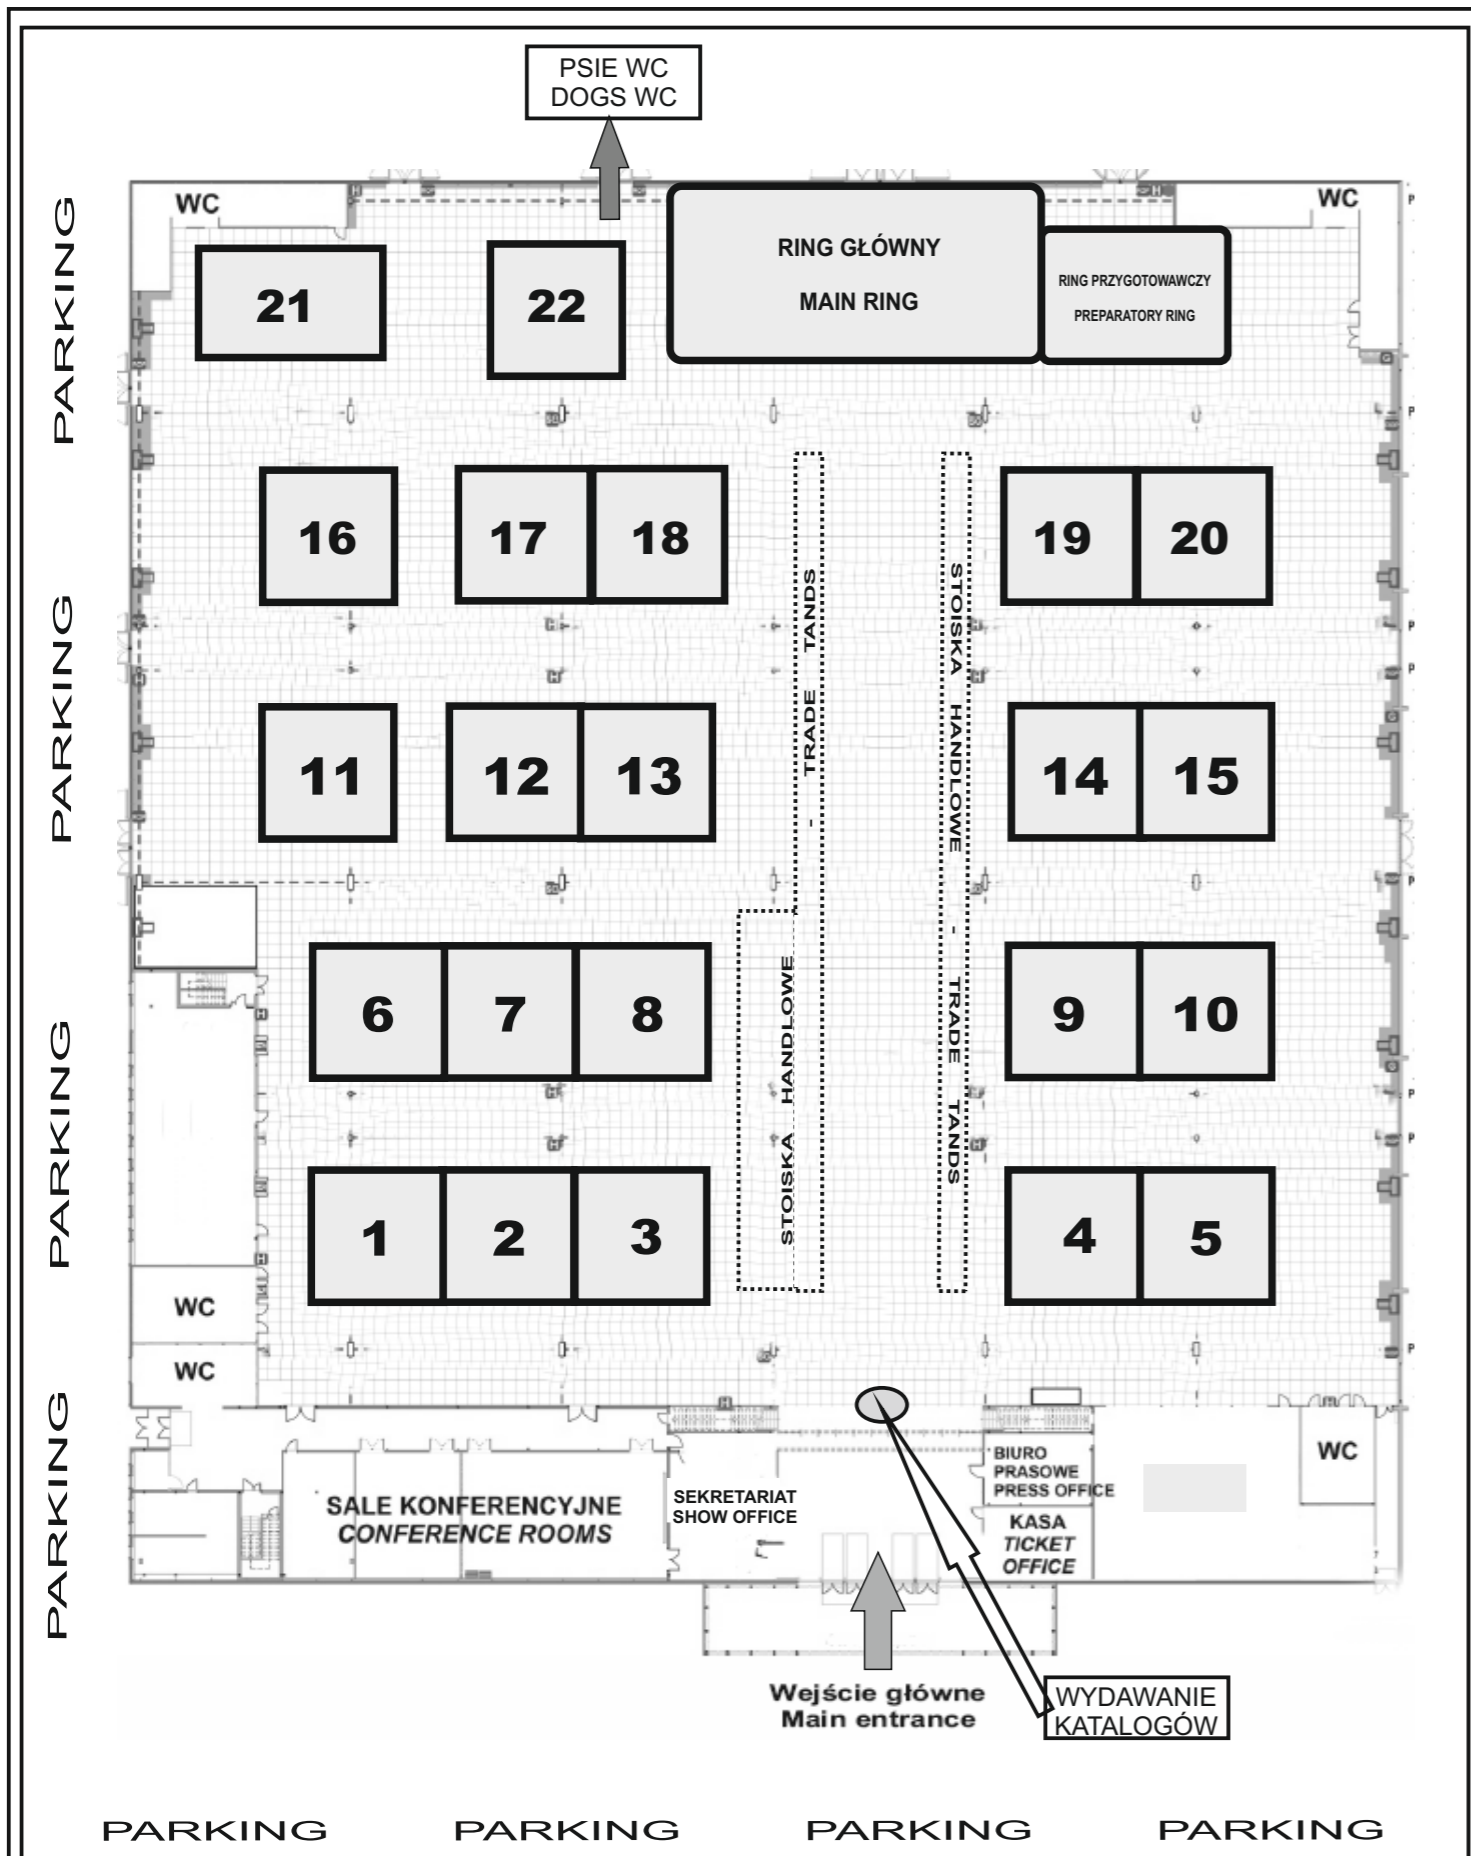 PSIE WC
DOGS WC
WC
WC
PARKING
RING GŁÓWNY
MAIN RING
RING PRZYGOTOWAWCZY
PREPARATORY RING
21
22
16
17
18
19
20
PARKING
11
12
13
14
15
STOISKA HANDLOWE - TRADE TANDS
STOISKA HANDLOWE - TRADE TANDS
6
7
8
9
10
PARKING
1
2
3
4
5
WC
WC
PARKING
SALE KONFERENCYJNE
CONFERENCE ROOMS
SEKRETARIAT
SHOW OFFICE
BIURO
PRASOWE
PRESS OFFICE
KASA
TICKET
OFFICE
WC
Wejście główne
Main entrance
WYDAWANIE
KATALOGÓW
PARKING PARKING PARKING PARKING